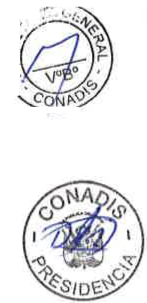 GENERAL
VºBº
CONADIS
CONADIS
PRESIDENCIA